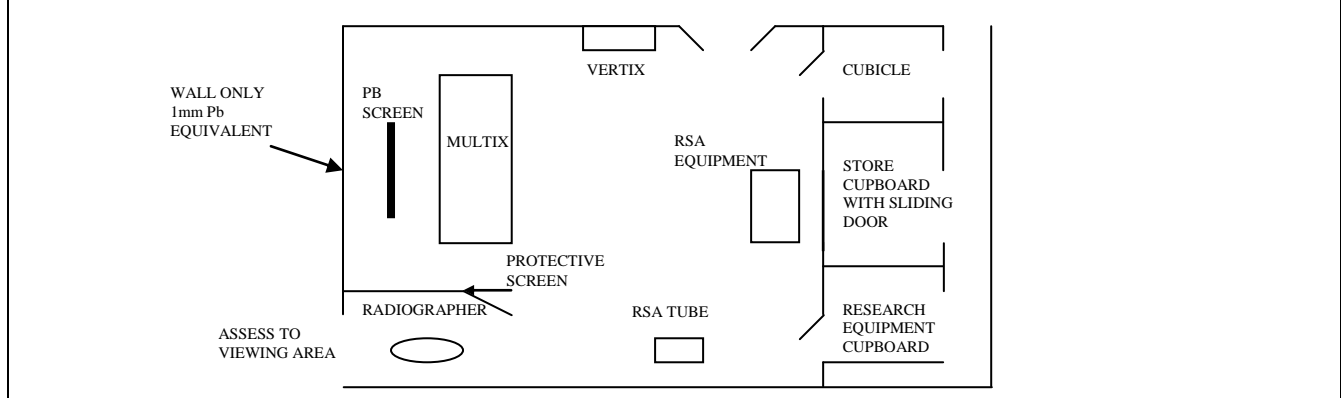 VERTIX
CUBICLE
WALL ONLY
1mm Pb
EQUIVALENT
PB
SCREEN
MULTIX
RSA
EQUIPMENT
STORE
CUPBOARD
WITH SLIDING
DOOR
PROTECTIVE
SCREEN
RADIOGRAPHER
RSA TUBE
RESEARCH
EQUIPMENT
CUPBOARD
ASSESS TO
VIEWING AREA